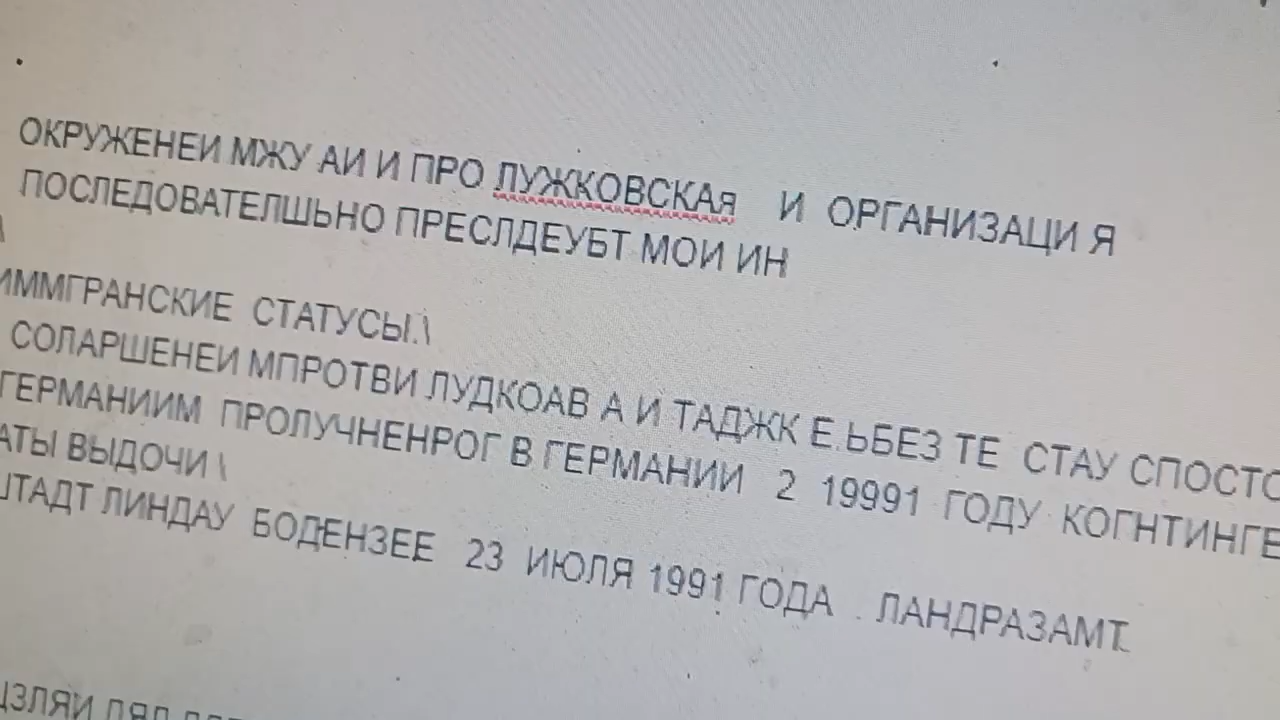 ОКРУЖЕНЕИ МЖУ АИ И ПРО ЛУЖКОВСКАя И ОРГАНИЗАЦИ Я
ПОСЛЕДОВАТЕЛШЬНО ПРЕСЛДЕУБТ МОИ ИН
\
ИММГРАНСКИЕ СТАТУСЫ.\
СОЛАРШЕНЕИ МПРОТВИ ЛУДКОАВ А И ТАДЖК Е.ЬБЕЗ ТЕ СТАУ СПОСТО
ГЕРМАНИИМ ПРОЛУЧНЕНРОГ В ГЕРМАНИИ 2 19991 ГОДУ КОГНТИНГЕ
АТЫ ВЫДОЧИ \
ШТАДТ ЛИНДАУ БОДЕНЗЕЕ 23 ИЮЛЯ 1991 ГОДА . ЛАНДРАЗАМТ.